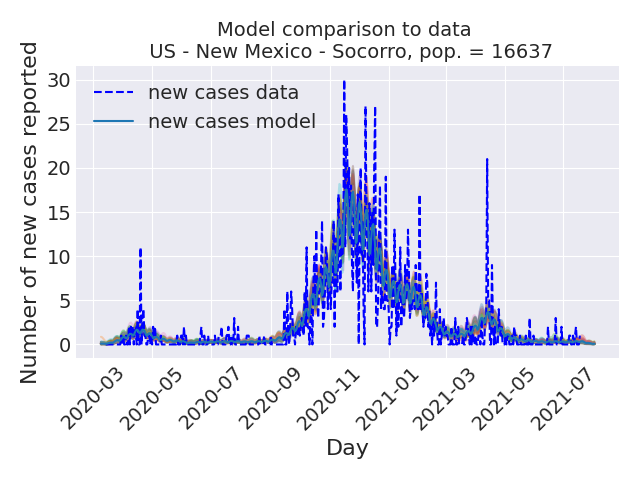 Model comparison to data
US - New Mexico - Socorro, pop. = 16637
Number of new cases reported
30
25
20
15
10
5
0
new cases data
new cases model
2020-03
2020-05
2020-07
2020-09
2020-11
2021-01
2021-03
2021-05
2021-07
Day